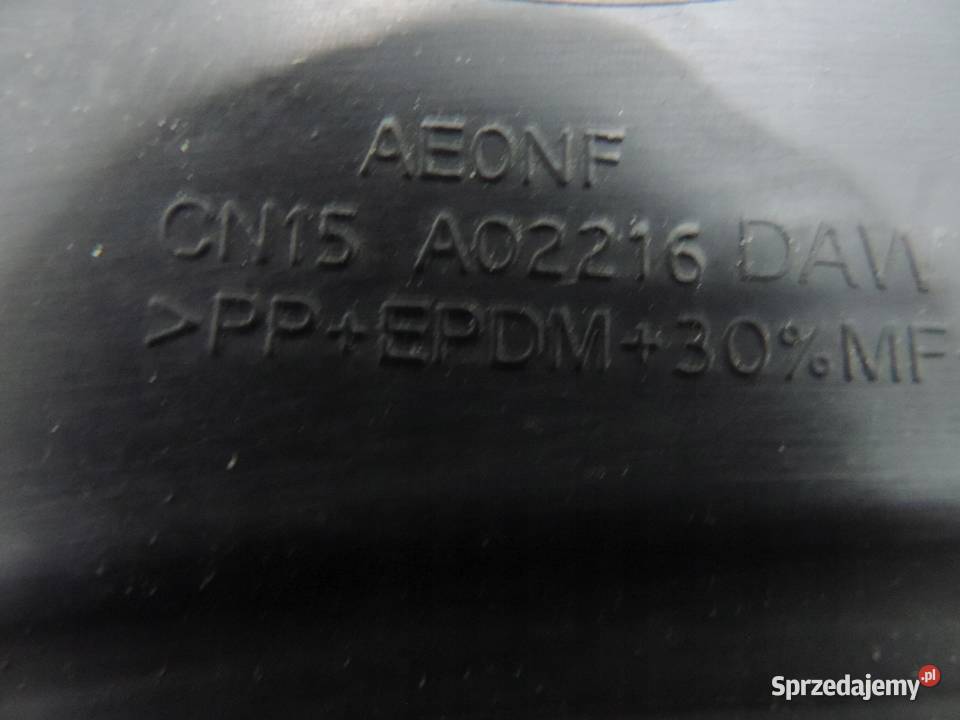 AE0NF
CN15 A02216 DAW
>PP+EPDM+30%MF
Sprzedajemy.pl